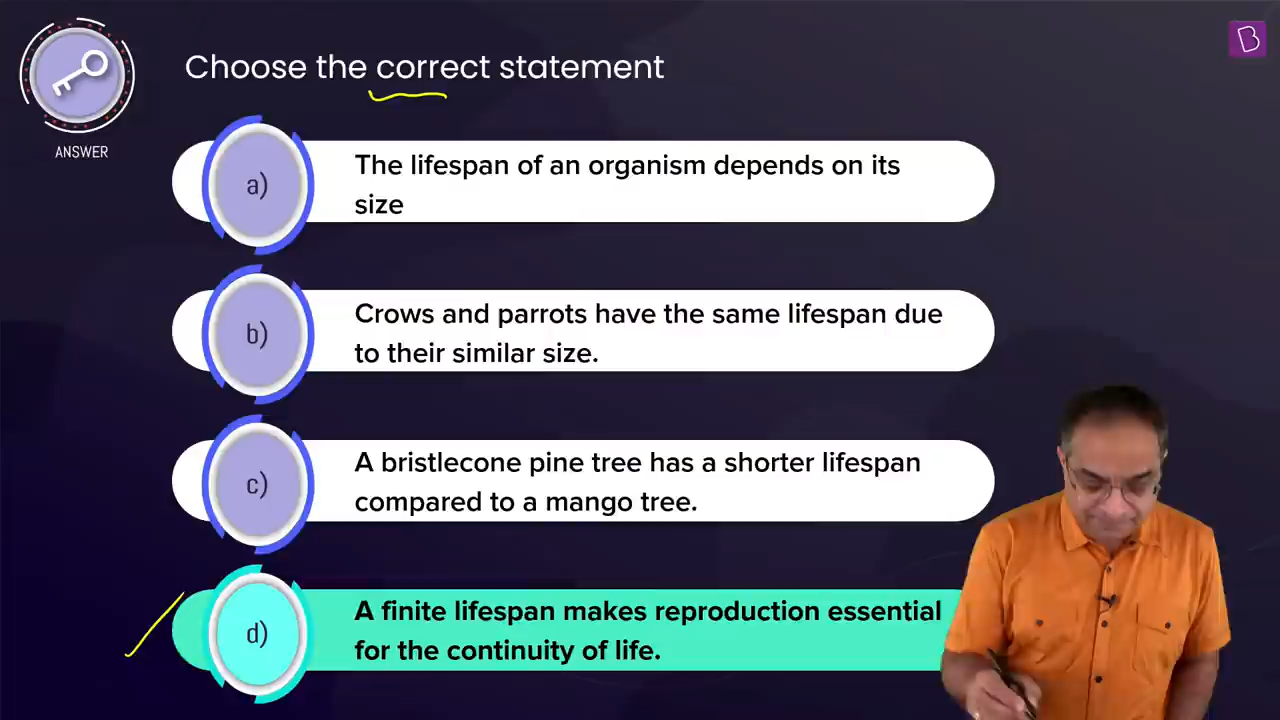 Choose the correct statement
ANSWER
a)
The lifespan of an organism depends on its
size
b)
Crows and parrots have the same lifespan due
to their similar size.
c)
A bristlecone pine tree has a shorter lifespan
compared to a mango tree.
d)
A finite lifespan makes reproduction essential
for the continuity of life.
B